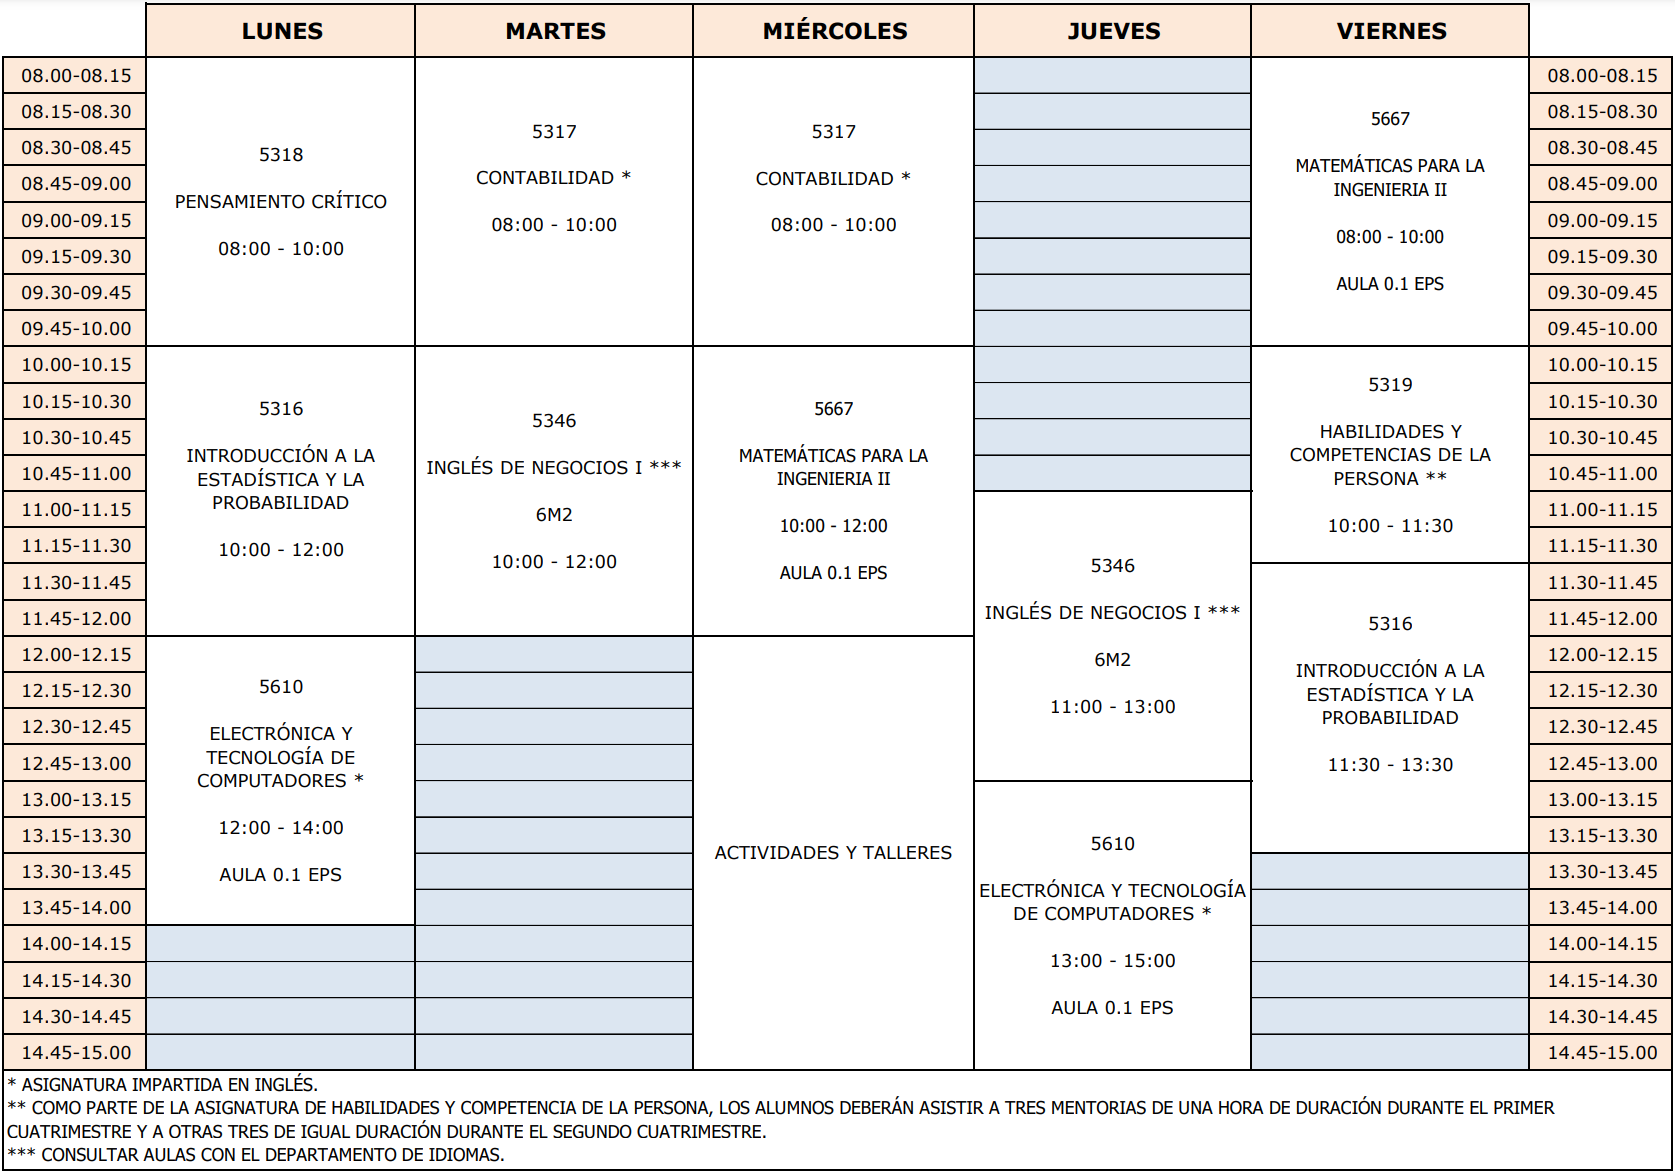 LUNES MARTES MIÉRCOLES JUEVES VIERNES
08.00-08.15
08.15-08.30
08.30-08.45
08.45-09.00
09.00-09.15
09.15-09.30
09.30-09.45
09.45-10.00
10.00-10.15
10.15-10.30
10.30-10.45
10.45-11.00
11.00-11.15
11.15-11.30
11.30-11.45
11.45-12.00
12.00-12.15
12.15-12.30
12.30-12.45
12.45-13.00
13.00-13.15
13.15-13.30
13.30-13.45
13.45-14.00
14.00-14.15
14.15-14.30
14.30-14.45
14.45-15.00
5318
PENSAMIENTO CRÍTICO
08:00 - 10:00
5316
INTRODUCCIÓN A LA
ESTADÍSTICA Y LA
PROBABILIDAD
10:00 - 12:00
5610
ELECTRÓNICA Y
TECNOLOGÍA DE
COMPUTADORES *
12:00 - 14:00
AULA 0.1 EPS
5317
CONTABILIDAD *
08:00 - 10:00
5346
INGLÉS DE NEGOCIOS I ***
6M2
10:00 - 12:00
5317
CONTABILIDAD *
08:00 - 10:00
5667
MATEMÁTICAS PARA LA
INGENIERIA II
10:00 - 12:00
AULA 0.1 EPS
ACTIVIDADES Y TALLERES
5346
INGLÉS DE NEGOCIOS I ***
6M2
11:00 - 13:00
5610
ELECTRÓNICA Y TECNOLOGÍA
DE COMPUTADORES *
13:00 - 15:00
AULA 0.1 EPS
5667
MATEMÁTICAS PARA LA
INGENIERIA II
08:00 - 10:00
AULA 0.1 EPS
5319
HABILIDADES Y
COMPETENCIAS DE LA
PERSONA **
10:00 - 11:30
5316
INTRODUCCIÓN A LA
ESTADÍSTICA Y LA
PROBABILIDAD
11:30 - 13:30
08.00-08.15
08.15-08.30
08.30-08.45
08.45-09.00
09.00-09.15
09.15-09.30
09.30-09.45
09.45-10.00
10.00-10.15
10.15-10.30
10.30-10.45
10.45-11.00
11.00-11.15
11.15-11.30
11.30-11.45
11.45-12.00
12.00-12.15
12.15-12.30
12.30-12.45
12.45-13.00
13.00-13.15
13.15-13.30
13.30-13.45
13.45-14.00
14.00-14.15
14.15-14.30
14.30-14.45
14.45-15.00
* ASIGNATURA IMPARTIDA EN INGLÉS.
** COMO PARTE DE LA ASIGNATURA DE HABILIDADES Y COMPETENCIA DE LA PERSONA, LOS ALUMNOS DEBERÁN ASISTIR A TRES MENTORIAS DE UNA HORA DE DURACIÓN DURANTE EL PRIMER
CUATRIMESTRE Y A OTRAS TRES DE IGUAL DURACIÓN DURANTE EL SEGUNDO CUATRIMESTRE.
*** CONSULTAR AULAS CON EL DEPARTAMENTO DE IDIOMAS.